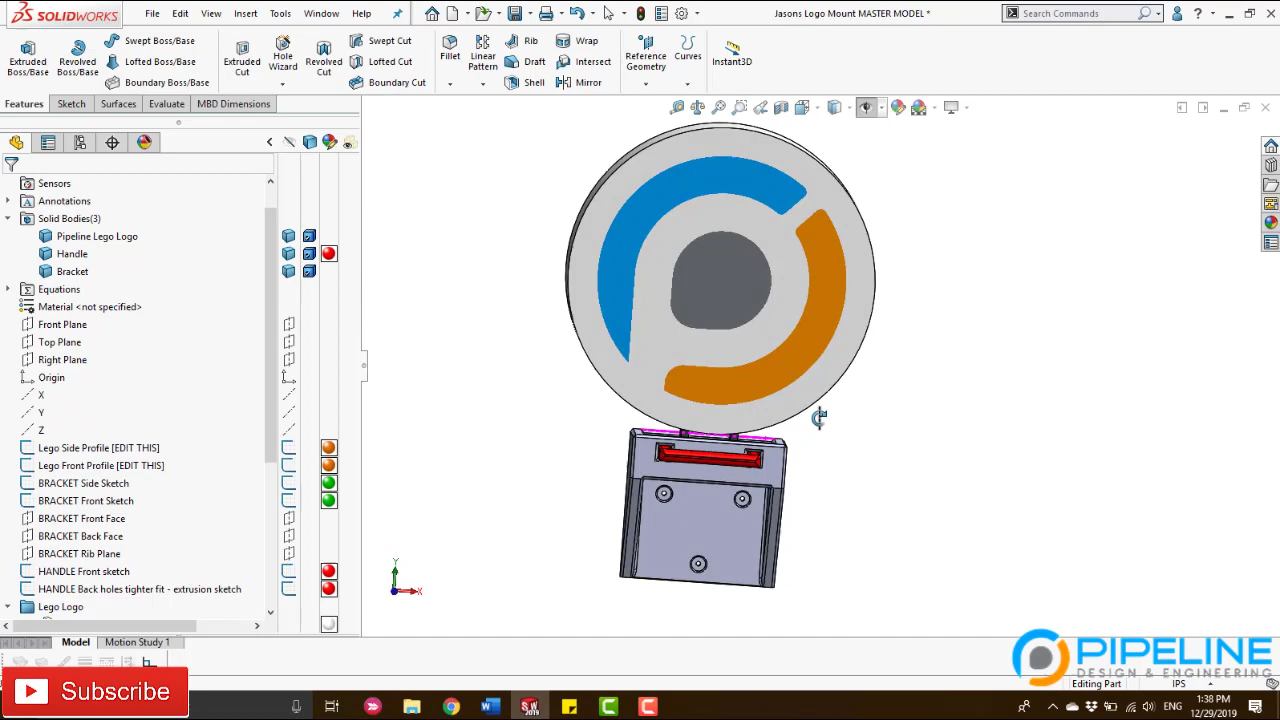 SOLIDWORKS File Edit View Insert Tools Window Help Jasons Logo Mount MASTER MODEL * Search Commands
Extruded Boss/Base
Revolved Boss/Base
Swept Boss/Base
Lofted Boss/Base
Boundary Boss/Base
Extruded Cut
Hole Wizard
Revolved Cut
Swept Cut
Lofted Cut
Boundary Cut
Fillet
Linear Pattern
Rib
Draft
Shell
Wrap
Intersect
Mirror
Reference Geometry
Curves
Instant3D
Features Sketch Surfaces Evaluate MBD Dimensions
Sensors
Annotations
Solid Bodies(3)
Pipeline Lego Logo
Handle
Bracket
Equations
Material <not specified>
Front Plane
Top Plane
Right Plane
Origin
X
Y
Z
Lego Side Profile [EDIT THIS]
Lego Front Profile [EDIT THIS]
BRACKET Side Sketch
BRACKET Front Sketch
BRACKET Front Face
BRACKET Back Face
BRACKET Rib Plane
HANDLE Front sketch
HANDLE Back holes tighter fit - extrusion sketch
Lego Logo
Y
X
Model Motion Study 1
PIPELINE
DESIGN & ENGINEERING
Subscribe
Editing Part IPS
SW 2019
ENG
1:38 PM
12/29/2019